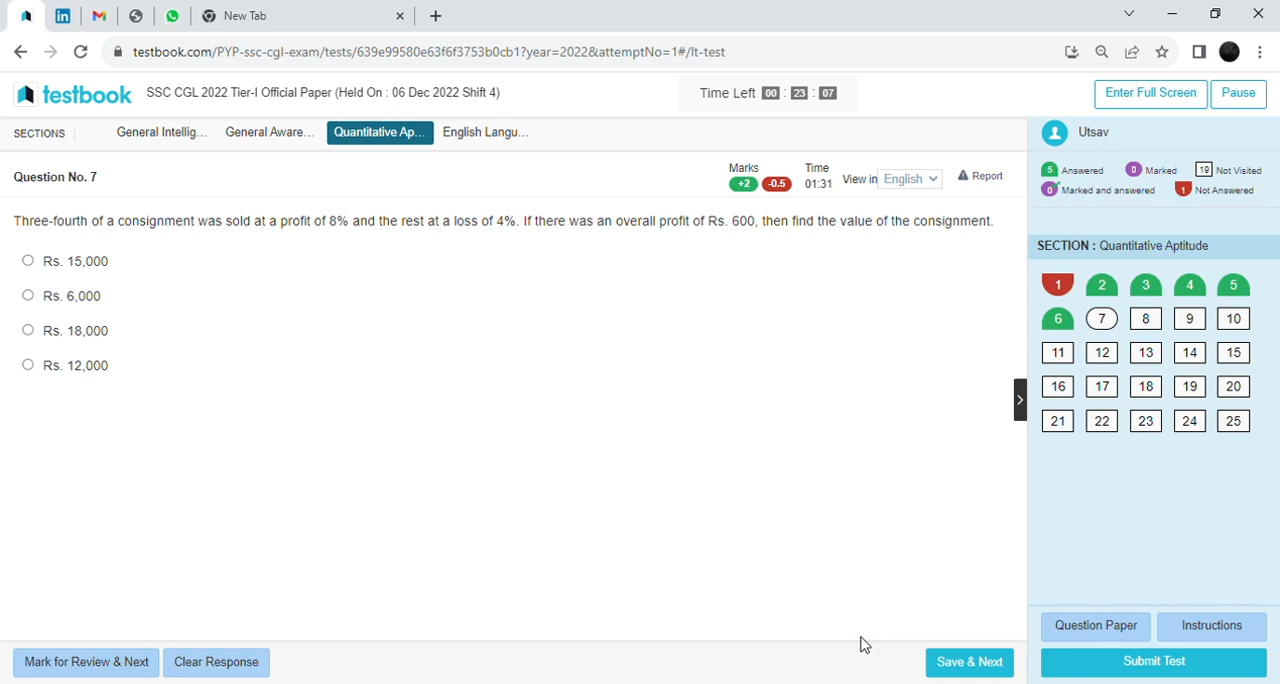 New Tab
testbook.com/PYP-ssc-cgl-exam/tests/639e99580e63f6f3753b0cb1?year=2022&attemptNo=1#/lt-test
testbook SSC CGL 2022 Tier-I Official Paper (Held On : 06 Dec 2022 Shift 4) Time Left 00 : 23 : 07 Enter Full Screen Pause
SECTIONS General Intellig... General Aware... Quantitative Ap... English Langu...
Utsav
Question No. 7
Marks +2 -0.5
Time 01:31
View in English
Report
5 Answered 0 Marked 19 Not Visited
0 Marked and answered 1 Not Answered
Three-fourth of a consignment was sold at a profit of 8% and the rest at a loss of 4%. If there was an overall profit of Rs. 600, then find the value of the consignment.
Rs. 15,000
Rs. 6,000
Rs. 18,000
Rs. 12,000
SECTION : Quantitative Aptitude
1 2 3 4 5
6 7 8 9 10
11 12 13 14 15
16 17 18 19 20
21 22 23 24 25
Question Paper Instructions
Mark for Review & Next Clear Response Save & Next Submit Test